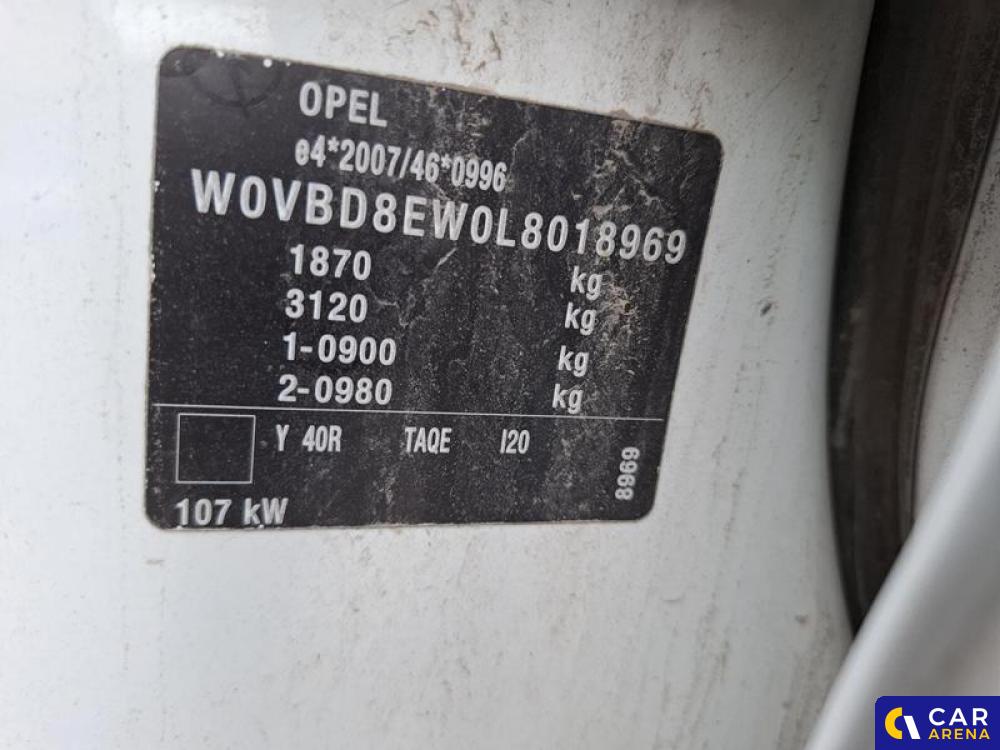 OPEL
e4*2007/46*0996
W0VBD8EW0L8018969
1870 kg
3120 kg
1-0900 kg
2-0980 kg
Y 40R TAQE I20
8969
107 kW
CAR
ARENA